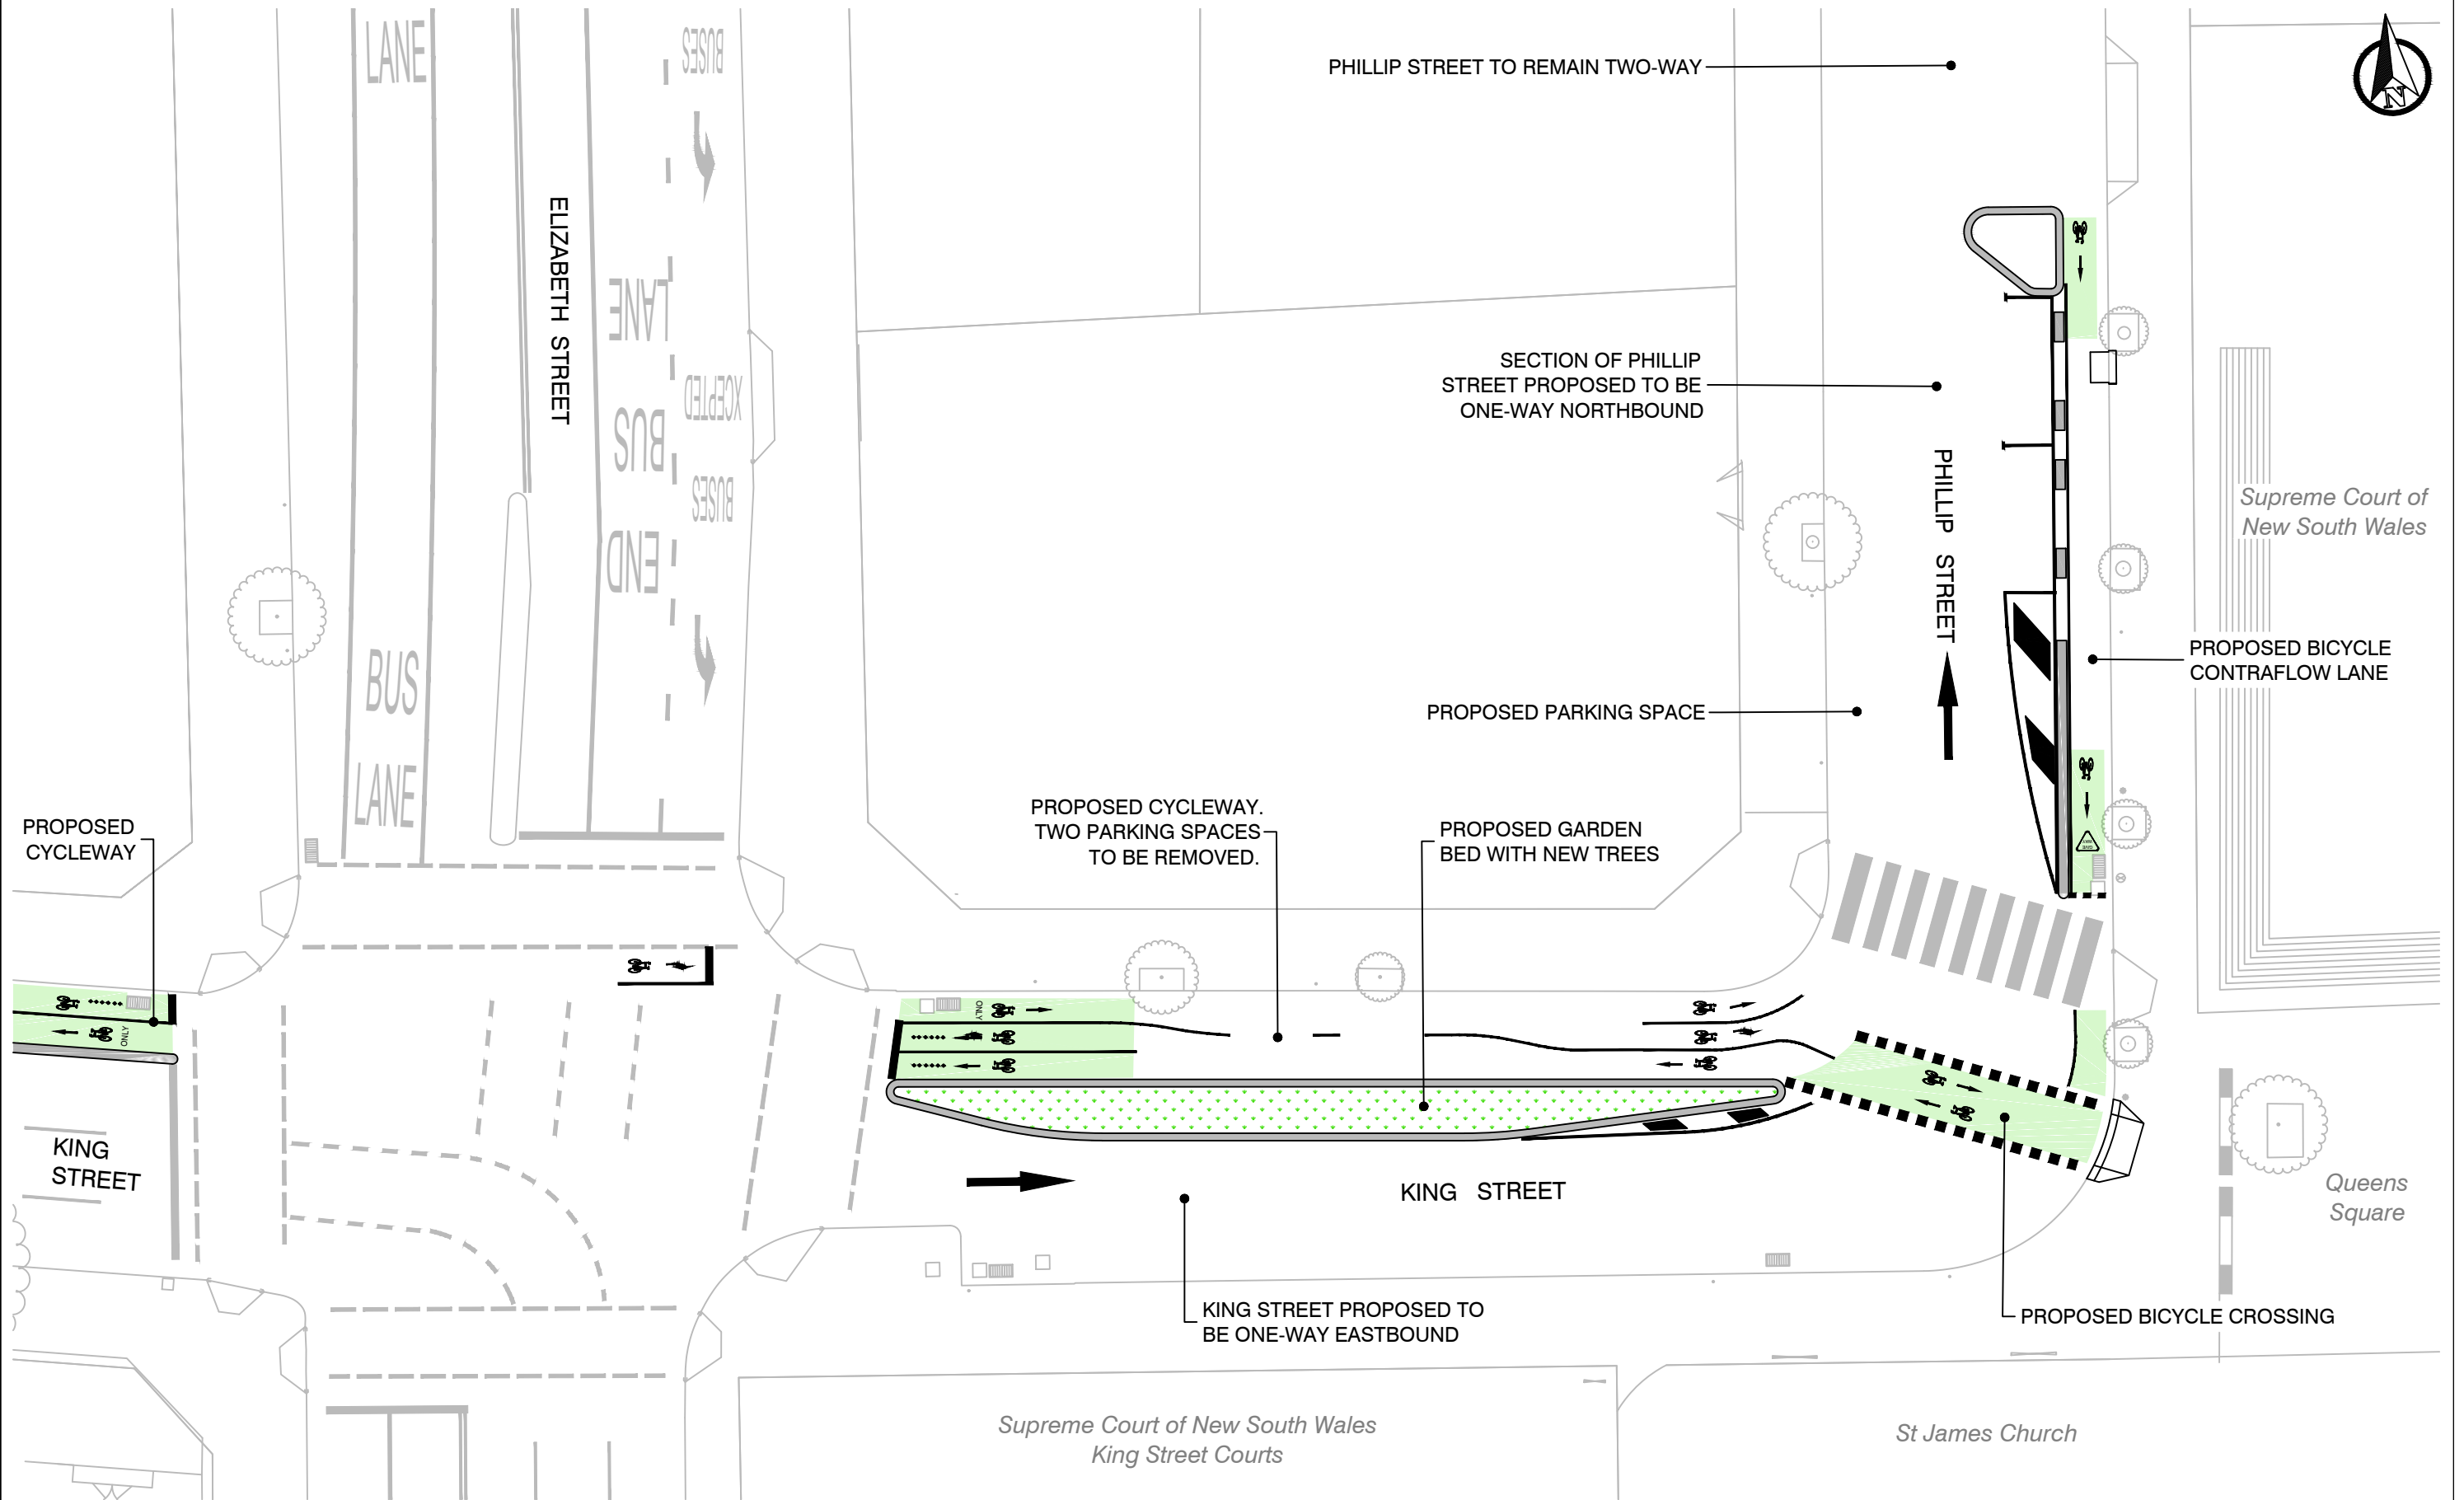 LANE
BUSES
PHILLIP STREET TO REMAIN TWO-WAY
N
ELIZABETH STREET
LANE
XCEPTED
BUS
BUSES
END
SECTION OF PHILLIP
STREET PROPOSED TO BE
ONE-WAY NORTHBOUND
PHILLIP STREET
Supreme Court of
New South Wales
BUS
LANE
PROPOSED BICYCLE
CONTRAFLOW LANE
PROPOSED PARKING SPACE
PROPOSED
CYCLEWAY
PROPOSED CYCLEWAY.
TWO PARKING SPACES
TO BE REMOVED.
PROPOSED GARDEN
BED WITH NEW TREES
ONLY
ONLY
KING
STREET
KING STREET
Queens
Square
KING STREET PROPOSED TO
BE ONE-WAY EASTBOUND
PROPOSED BICYCLE CROSSING
Supreme Court of New South Wales
King Street Courts
St James Church